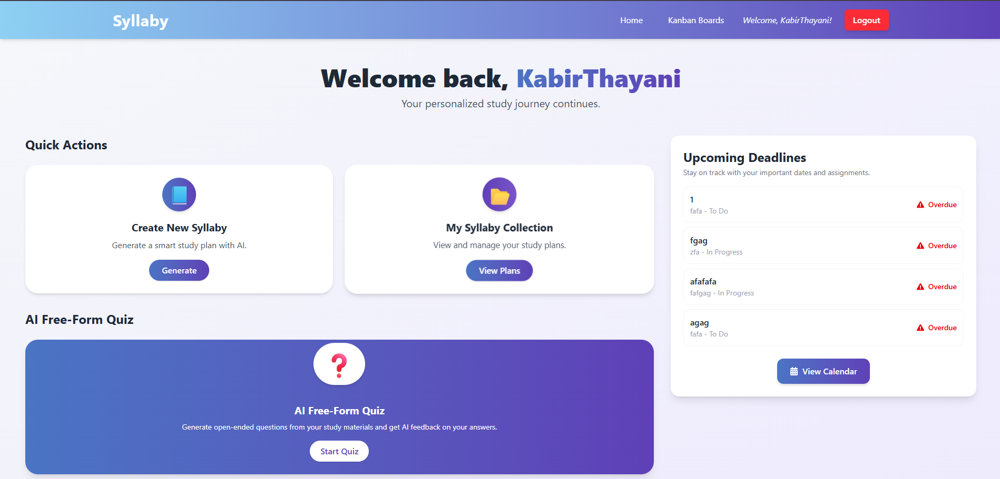 Syllaby
Home
Kanban Boards
Welcome, KabirThayani!
Logout
Welcome back, KabirThayani
Your personalized study journey continues.
Quick Actions
Create New Syllaby
Generate a smart study plan with AI.
Generate
My Syllaby Collection
View and manage your study plans.
View Plans
AI Free-Form Quiz
AI Free-Form Quiz
Generate open-ended questions from your study materials and get AI feedback on your answers.
Start Quiz
Upcoming Deadlines
Stay on track with your important dates and assignments.
1
fafa - To Do
Overdue
fgag
zfa - In Progress
Overdue
afafafa
fafgag - In Progress
Overdue
agag
fafa - To Do
Overdue
View Calendar